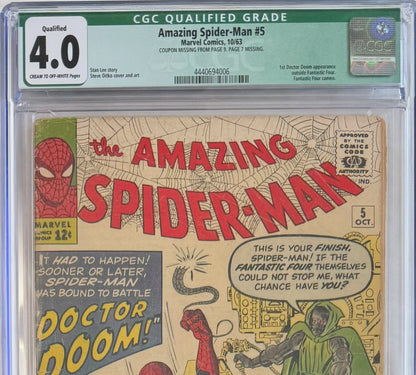 CGC QUALIFIED GRADE
Qualified
4.0
CREAM TO OFF-WHITE Pages
Amazing Spider-Man #5
Marvel Comics, 10/63
COUPON MISSING FROM PAGE 9, PAGE 7 MISSING.
Stan Lee story
Steve Ditko cover and art
1st Doctor Doom appearance
outside Fantastic Four.
Fantastic Four cameo.
4440694006
CGC
the AMAZING
SPIDER-MAN
APPROVED
BY THE
COMICS
CODE
AUTHORITY
IND.
MARVEL
COMICS
GROUP
12¢
5
OCT.
IT HAD TO HAPPEN!
SOONER OR LATER,
SPIDER-MAN
WAS BOUND TO BATTLE
DOCTOR
DOOM!"
THIS IS YOUR FINISH,
SPIDER-MAN! IF THE
FANTASTIC FOUR THEMSELVES
COULD NOT STOP ME, WHAT
CHANCE HAVE YOU?